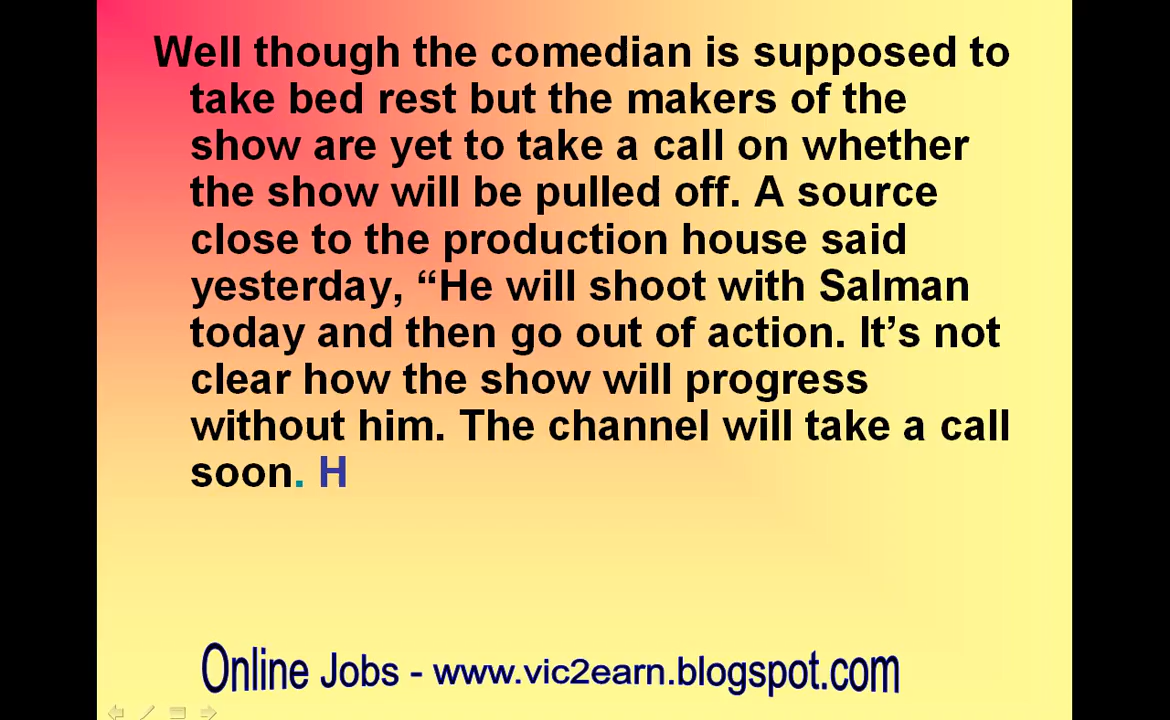 Well though the comedian is supposed to
take bed rest but the makers of the
show are yet to take a call on whether
the show will be pulled off. A source
close to the production house said
yesterday, “He will shoot with Salman
today and then go out of action. It’s not
clear how the show will progress
without him. The channel will take a call
soon. H
Online Jobs - www.vic2earn.blogspot.com